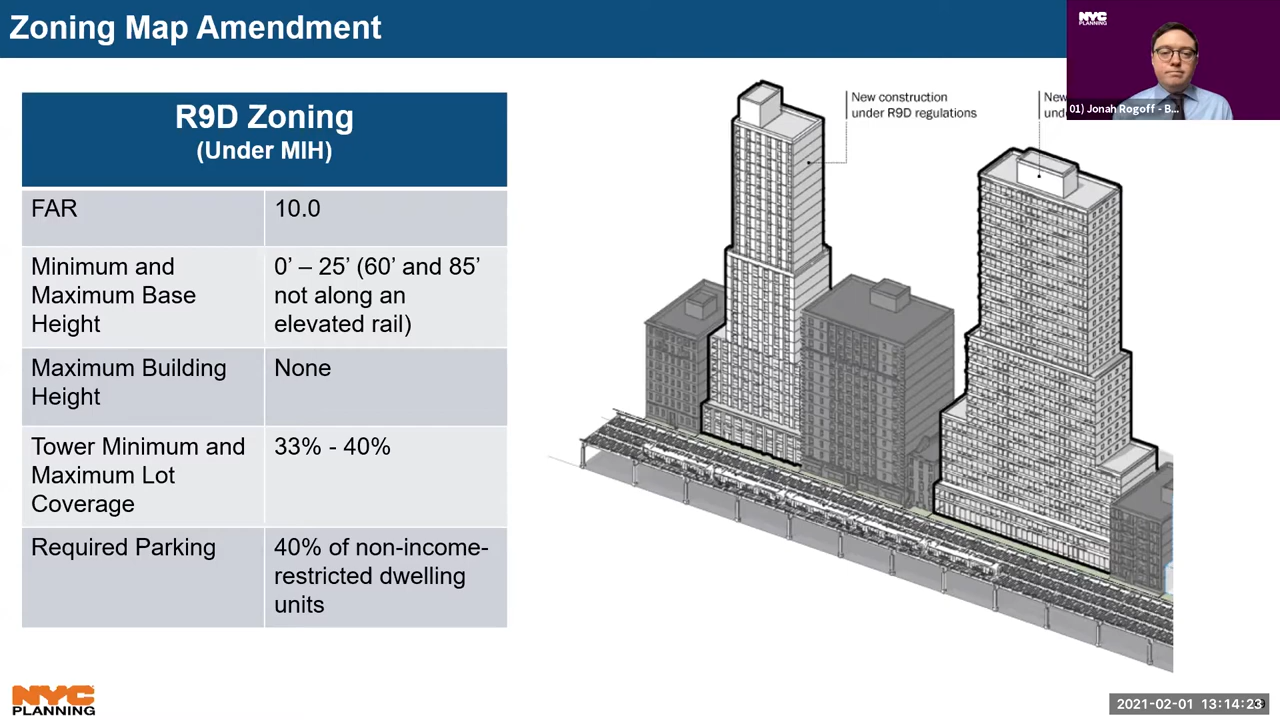 Zoning Map Amendment
NYC
PLANNING
01) Jonah Rogoff - B...
R9D Zoning
(Under MIH)
FAR
10.0
Minimum and
Maximum Base
Height
0’ – 25’ (60’ and 85’
not along an
elevated rail)
Maximum Building
Height
None
Tower Minimum and
Maximum Lot
Coverage
33% - 40%
Required Parking
40% of non-income-
restricted dwelling
units
New construction
under R9D regulations
NYC
PLANNING
2021-02-01 13:14:23